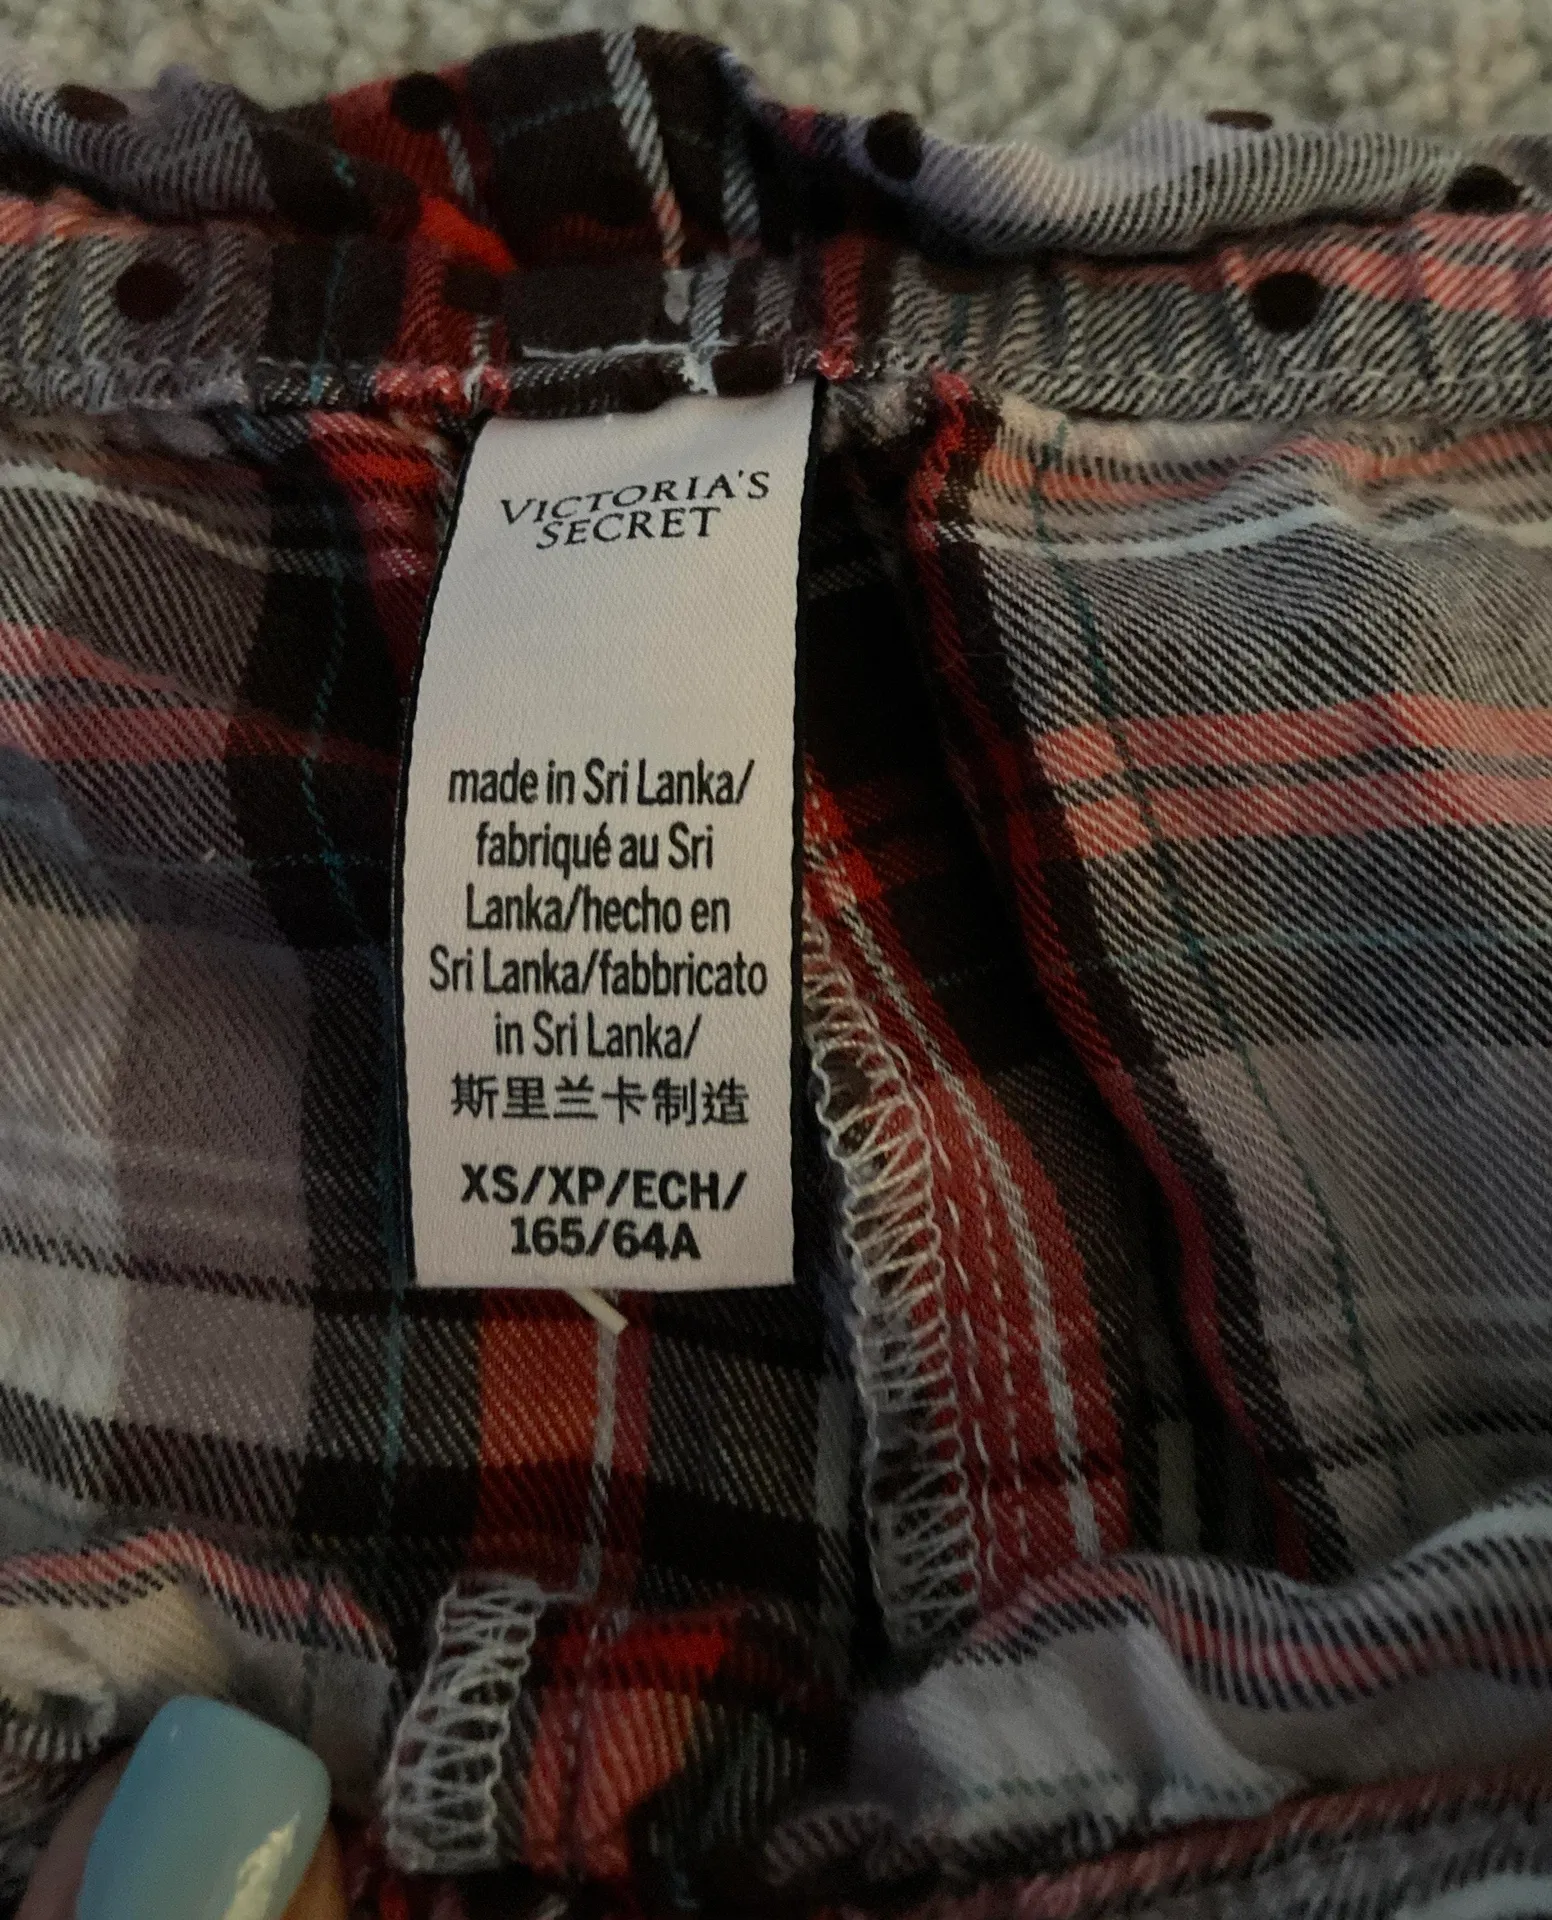 VICTORIA'S
SECRET
made in Sri Lanka/
fabriqué au Sri
Lanka/hecho en
Sri Lanka/fabbricato
in Sri Lanka/
斯里兰卡制造
XS/XP/ECH/
165/64A